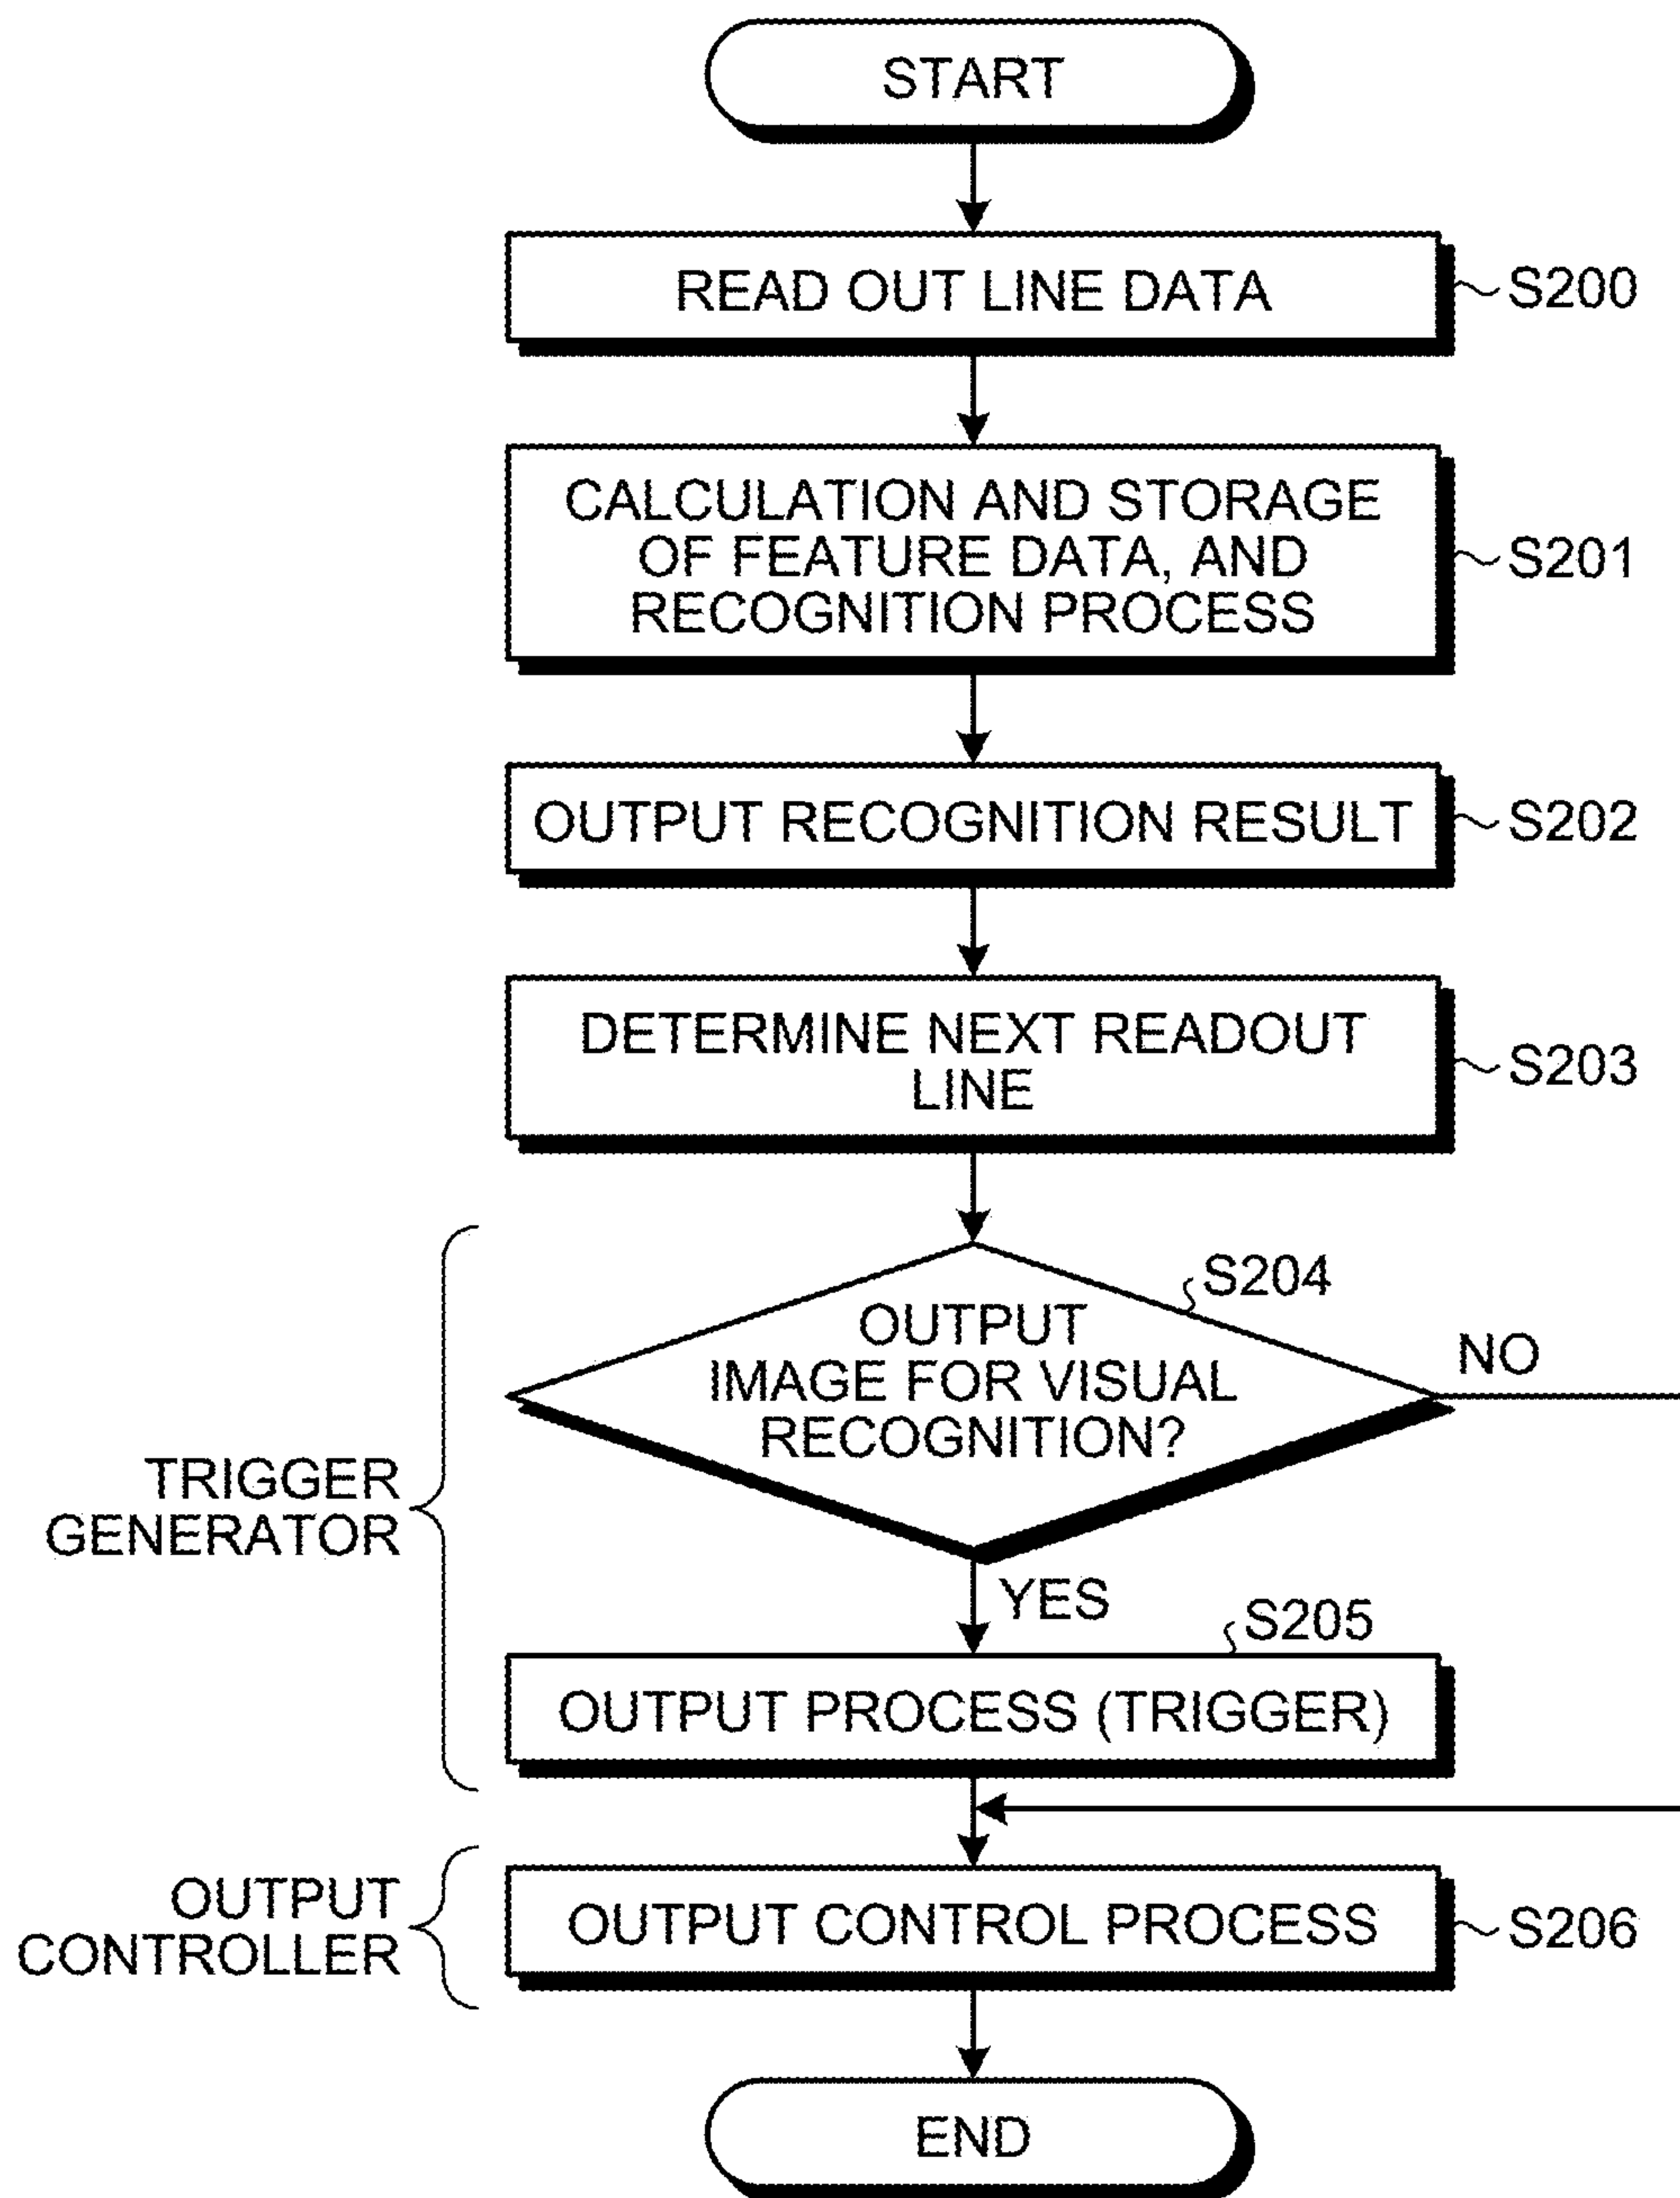 START
READ OUT LINE DATA
S200
CALCULATION AND STORAGE
OF FEATURE DATA, AND
RECOGNITION PROCESS
S201
OUTPUT RECOGNITION RESULT
S202
DETERMINE NEXT READOUT
LINE
S203
S204
OUTPUT
IMAGE FOR VISUAL
RECOGNITION?
NO
TRIGGER
GENERATOR
YES
S205
OUTPUT PROCESS (TRIGGER)
OUTPUT
CONTROLLER
OUTPUT CONTROL PROCESS
S206
END